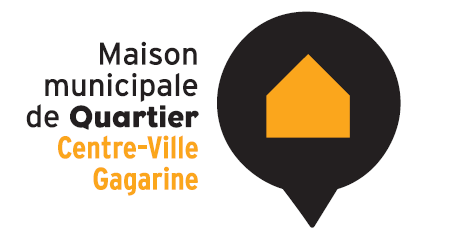 Maison
municipale
de Quartier
Centre-Ville
Gagarine